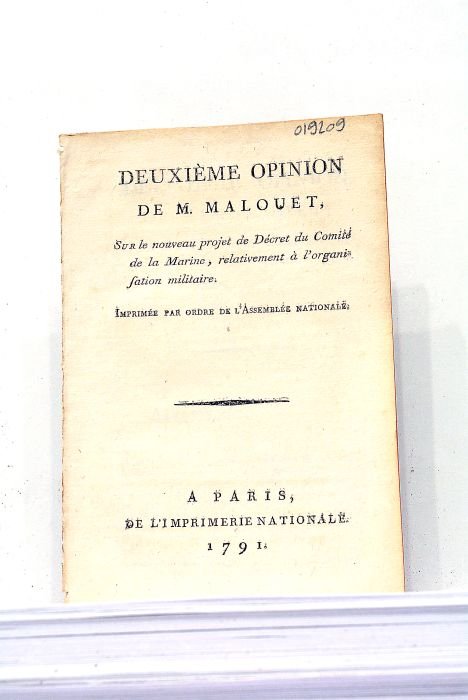 019209
DEUXIÈME OPINION
DE M. MALOUET,
SUR le nouveau projet de Décret du Comité
de la Marine, relativement à l'organi-
ſation militaire.
IMPRIMÉE PAR ORDRE DE L'ASSEMBLÉE NATIONALE.
A PARIS,
DE L'IMPRIMERIE NATIONALE.
1791.